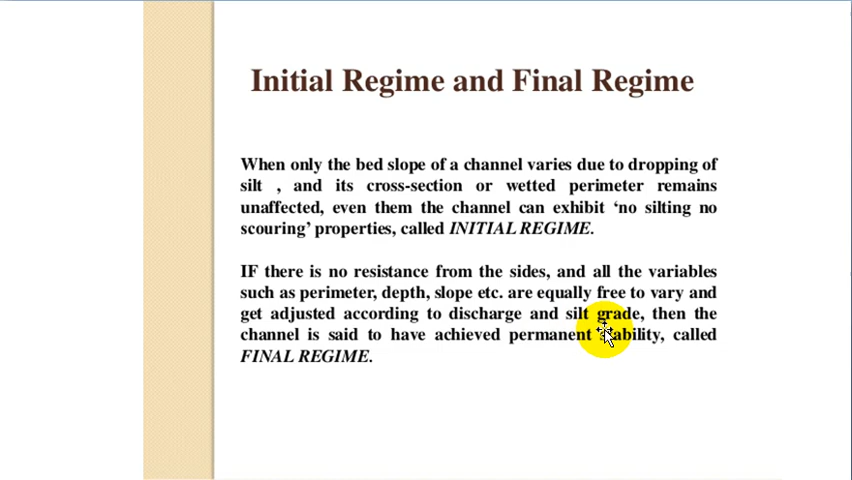 Initial Regime and Final Regime
When only the bed slope of a channel varies due to dropping of
silt , and its cross-section or wetted perimeter remains
unaffected, even them the channel can exhibit ‘no silting no
scouring’ properties, called INITIAL REGIME.
IF there is no resistance from the sides, and all the variables
such as perimeter, depth, slope etc. are equally free to vary and
get adjusted according to discharge and silt grade, then the
channel is said to have achieved permanent stability, called
FINAL REGIME.